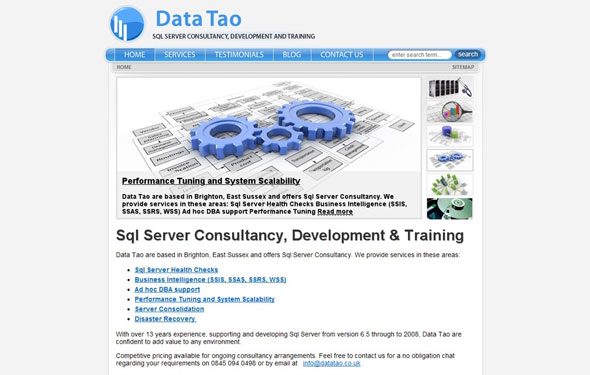 Data Tao
SQL SERVER CONSULTANCY, DEVELOPMENT AND TRAINING
HOME SERVICES TESTIMONIALS BLOG CONTACT US enter search term... search
HOME SITEMAP
Performance Tuning and System Scalability
Data Tao are based in Brighton, East Sussex and offers Sql Server Consultancy. We
provide services in these areas: Sql Server Health Checks Business Intelligence (SSIS,
SSAS, SSRS, WSS) Ad hoc DBA support Performance Tuning Read more
Sql Server Consultancy, Development & Training
Data Tao are based in Brighton, East Sussex and offers Sql Server Consultancy. We provide services in these areas:
Sql Server Health Checks
Business Intelligence (SSIS, SSAS, SSRS, WSS)
Ad hoc DBA support
Performance Tuning and System Scalability
Server Consolidation
Disaster Recovery
With over 13 years experience, supporting and developing Sql Server from version 6.5 through to 2008, Data Tao are
confident to add value to any environment.
Competitive pricing available for ongoing consultancy arrangements. Feel free to contact us for a no obligation chat
regarding your requirements on 0845 094 0498 or by email at info@datatao.co.uk